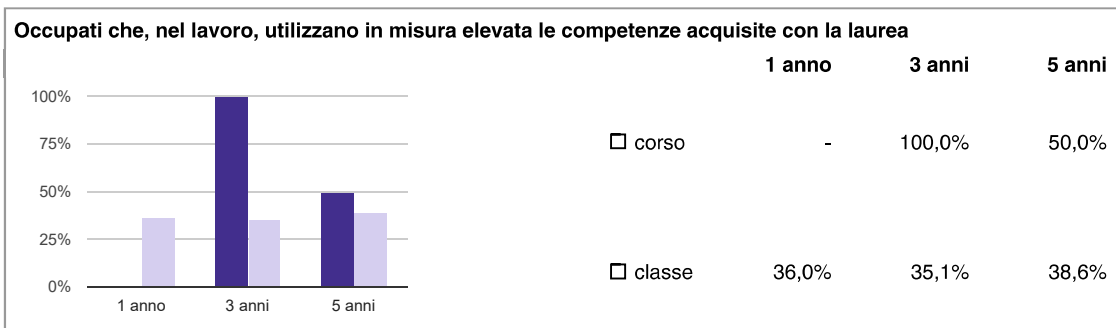 Occupati che, nel lavoro, utilizzano in misura elevata le competenze acquisite con la laurea
1 anno 3 anni 5 anni
100%
75%
50%
25%
0%
1 anno 3 anni 5 anni
corso - 100,0% 50,0%
classe 36,0% 35,1% 38,6%